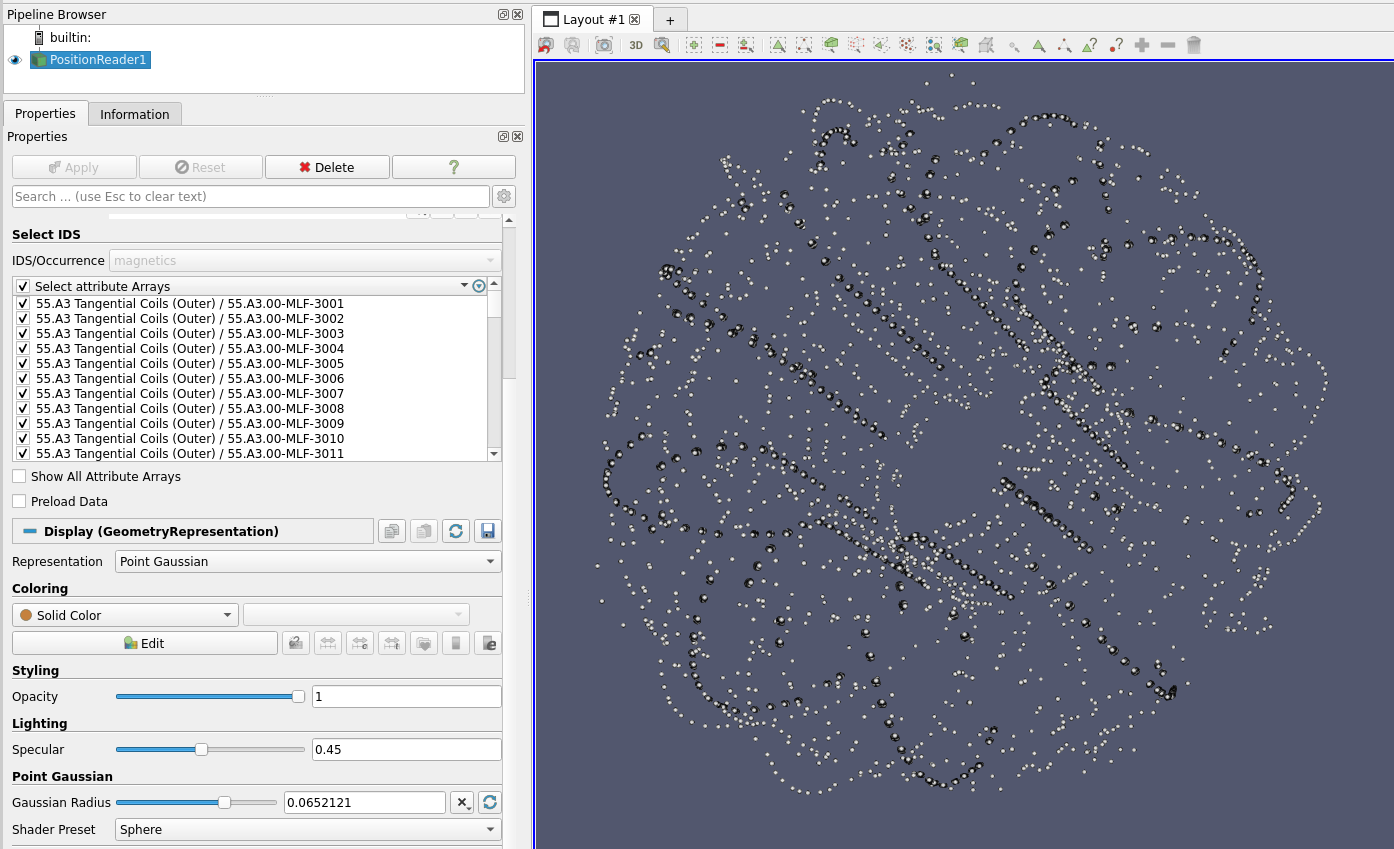 Pipeline Browser
builtin:
PositionReader1
Properties
Information
Properties
Apply
Reset
Delete
?
Search ... (use Esc to clear text)
Select IDS
IDS/Occurrence
magnetics
Select attribute Arrays
55.A3 Tangential Coils (Outer) / 55.A3.00-MLF-3001
55.A3 Tangential Coils (Outer) / 55.A3.00-MLF-3002
55.A3 Tangential Coils (Outer) / 55.A3.00-MLF-3003
55.A3 Tangential Coils (Outer) / 55.A3.00-MLF-3004
55.A3 Tangential Coils (Outer) / 55.A3.00-MLF-3005
55.A3 Tangential Coils (Outer) / 55.A3.00-MLF-3006
55.A3 Tangential Coils (Outer) / 55.A3.00-MLF-3007
55.A3 Tangential Coils (Outer) / 55.A3.00-MLF-3008
55.A3 Tangential Coils (Outer) / 55.A3.00-MLF-3009
55.A3 Tangential Coils (Outer) / 55.A3.00-MLF-3010
55.A3 Tangential Coils (Outer) / 55.A3.00-MLF-3011
Show All Attribute Arrays
Preload Data
Display (GeometryRepresentation)
Representation
Point Gaussian
Coloring
Solid Color
Edit
Styling
Opacity
1
Lighting
Specular
0.45
Point Gaussian
Gaussian Radius
0.0652121
Shader Preset
Sphere
Layout #1
+
3D